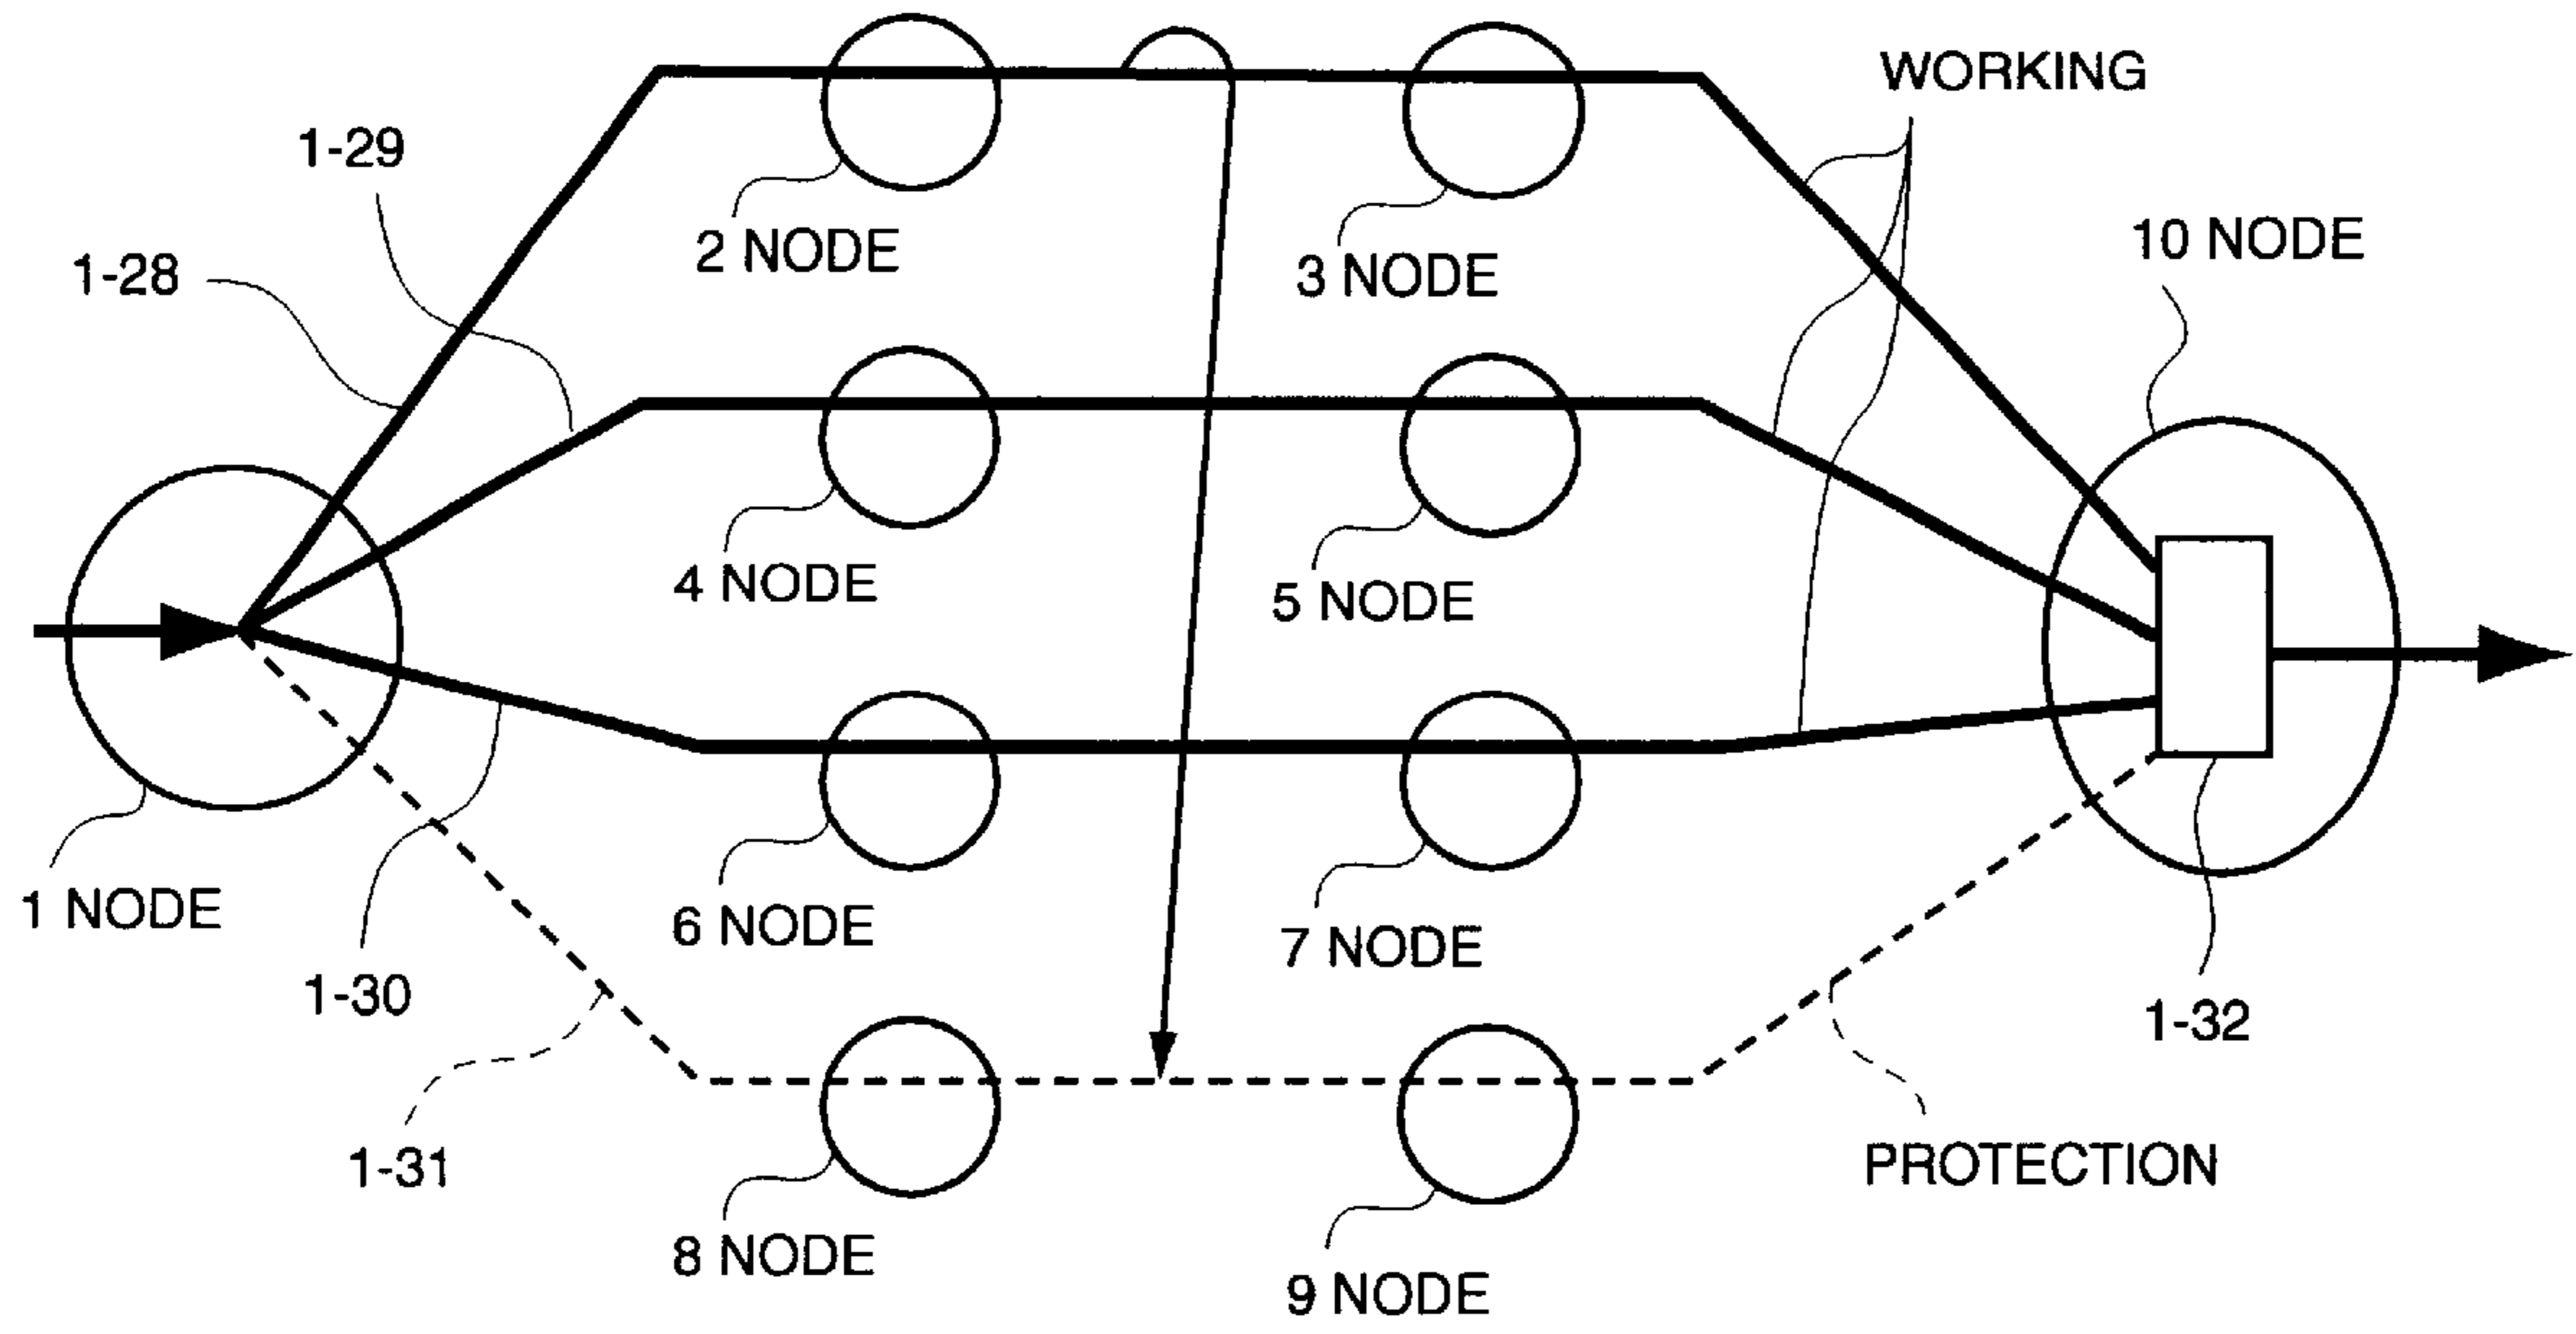 WORKING
1-29
10 NODE
2 NODE
1-28
3 NODE
4 NODE
5 NODE
1 NODE
6 NODE
7 NODE
1-30
1-32
1-31
PROTECTION
8 NODE
9 NODE